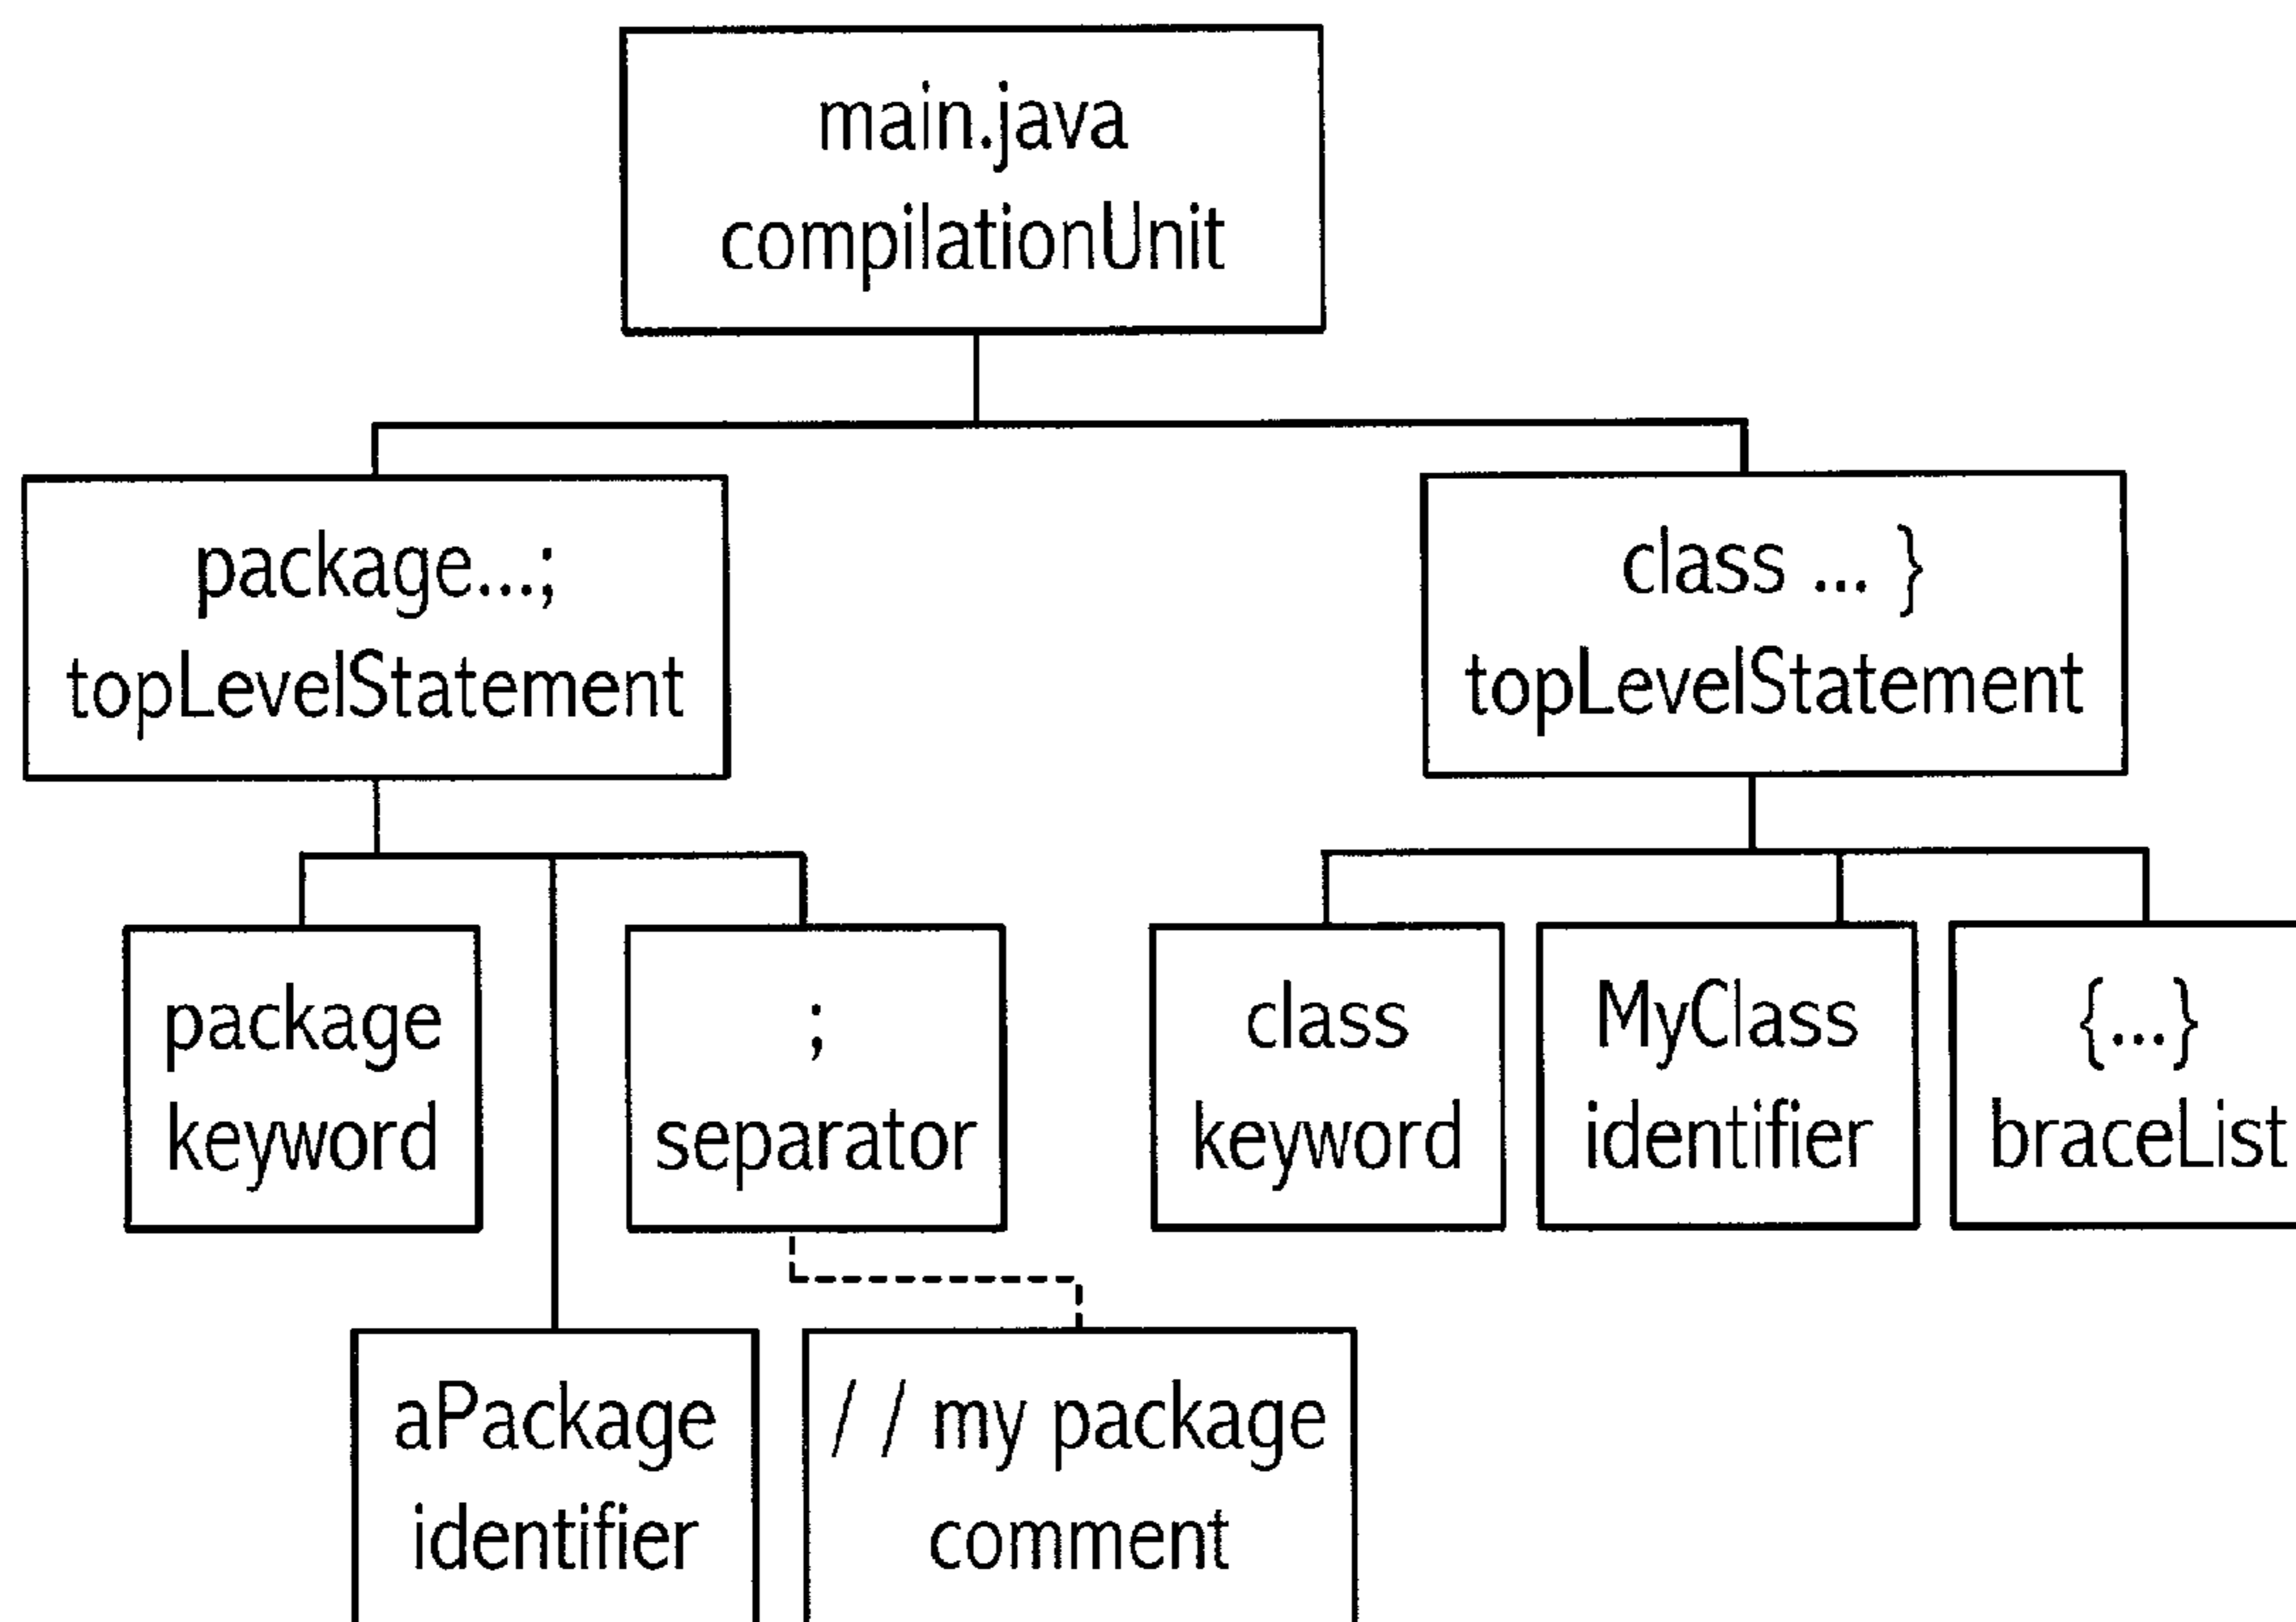 main.java
compilationUnit
package...;
topLevelStatement
class ... }
topLevelStatement
package
keyword
;
separator
class
keyword
MyClass
identifier
{...}
braceList
aPackage
identifier
/ / my package
comment